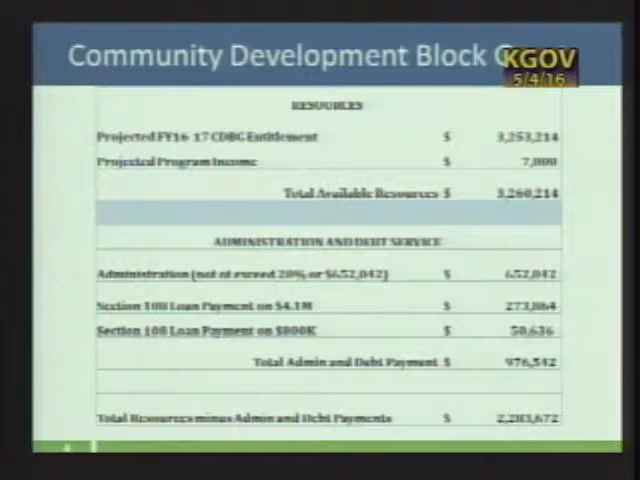 Community Development Block G
KGOV
5/4/16
RESOURCES
Projected FY16-17 CDBG Entitlement $ 3,253,214
Projected Program Income $ 7,000
Total Available Resources $ 3,260,214
ADMINISTRATION AND DEBT SERVICE
Administration (not ot exceed 20% or $652,042) $ 652,042
Section 108 Loan Payment on $4.1M $ 273,864
Section 108 Loan Payment on $800K $ 50,636
Total Admin and Debt Payment $ 976,542
Total Resources minus Admin and Debt Payments $ 2,283,672